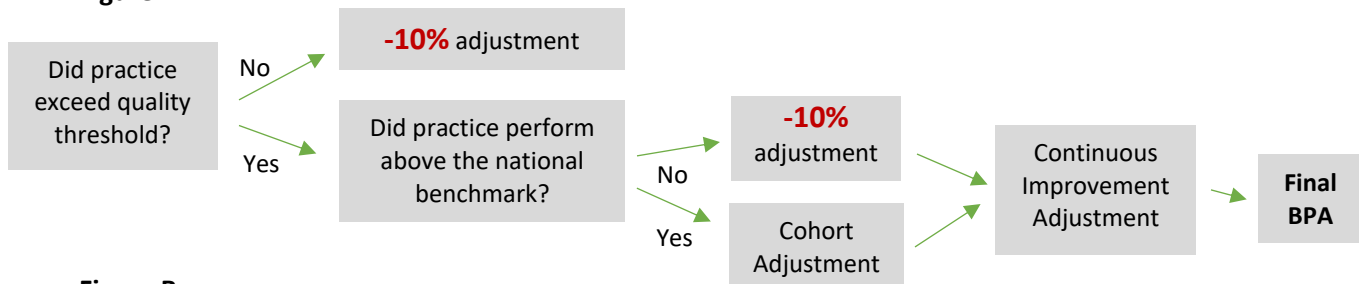 Did practice
exceed quality
threshold?
No
Yes
-10% adjustment
Did practice perform
above the national
benchmark?
No
Yes
-10%
adjustment
Cohort
Adjustment
Continuous
Improvement
Adjustment
Final
BPA